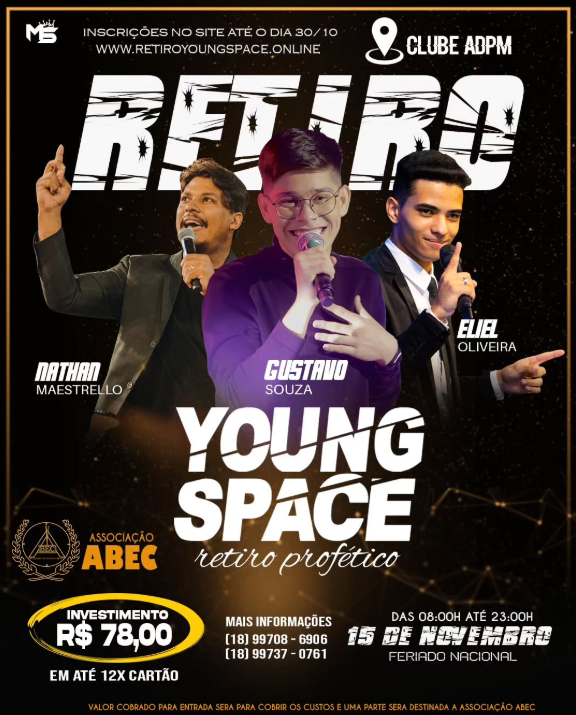 MS
INSCRIÇÕES NO SITE ATÉ O DIA 30/10
WWW.RETIROYOUNGSPACE.ONLINE
CLUBE ADPM
RETIRO
NATHAN
MAESTRELLO
GUSTAVO
SOUZA
ELIEL
OLIVEIRA
YOUNG
SPACE
retiro profético
ABEC
ASSOCIAÇÃO
ABEC
INVESTIMENTO
R$ 78,00
EM ATÉ 12X CARTÃO
MAIS INFORMAÇÕES
(18) 99708 - 6906
(18) 99737 - 0761
DAS 08:00H ATÉ 23:00H
15 DE NOVEMBRO
FERIADO NACIONAL
VALOR COBRADO PARA ENTRADA SERA PARA COBRIR OS CUSTOS E UMA PARTE SERA DESTINADA A ASSOCIAÇÃO ABEC